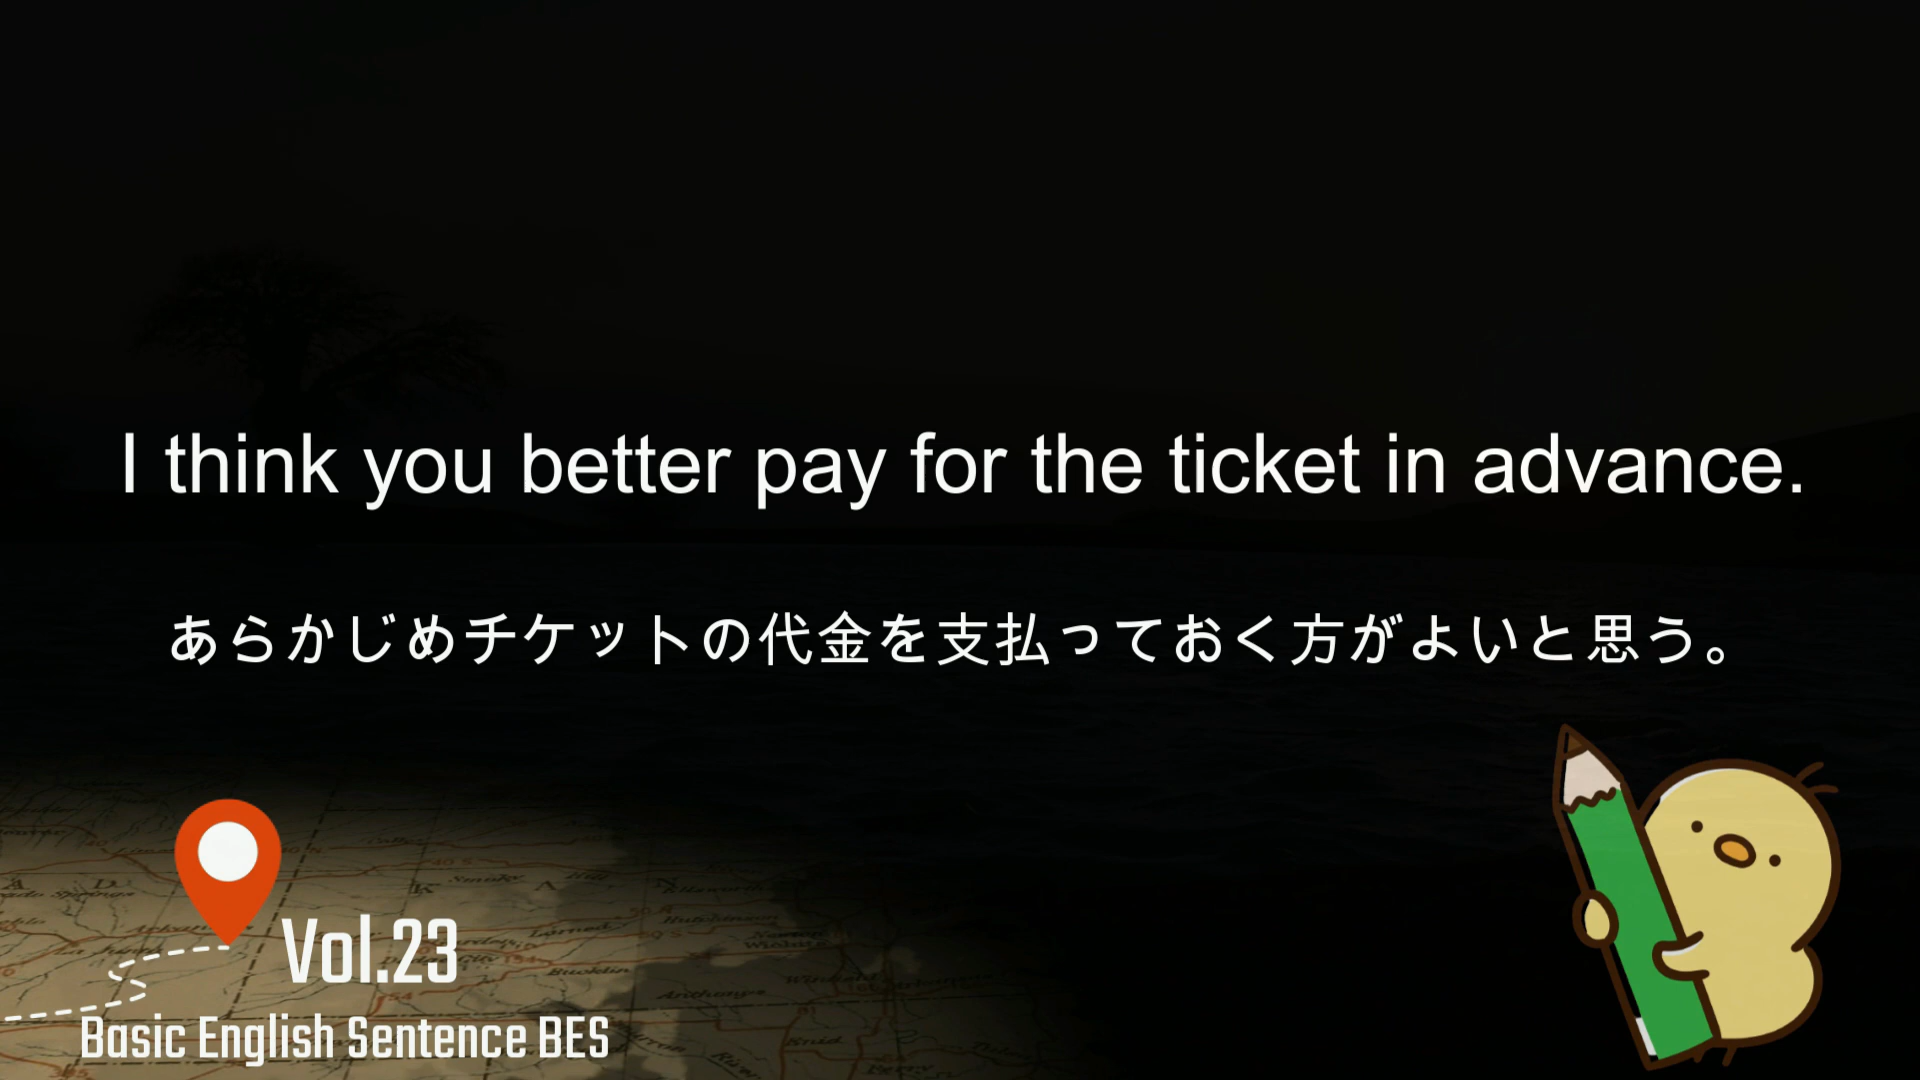 I think you better pay for the ticket in advance.
あらかじめチケットの代金を支払っておく方がよいと思う。
Vol.23
Basic English Sentence BES